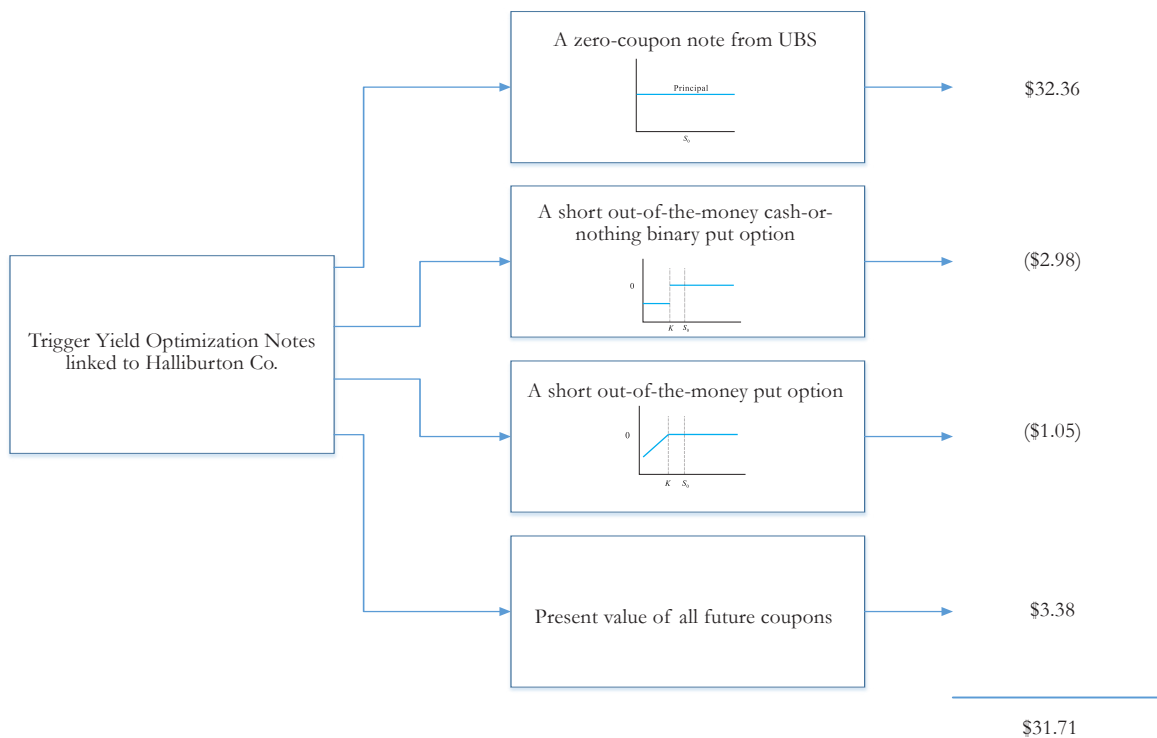 A zero-coupon note from UBS
Principal
S₀
$32.36
A short out-of-the-money cash-or-
nothing binary put option
0
K
S₀
($2.98)
Trigger Yield Optimization Notes
linked to Halliburton Co.
A short out-of-the-money put option
0
K
S₀
($1.05)
Present value of all future coupons
$3.38
$31.71